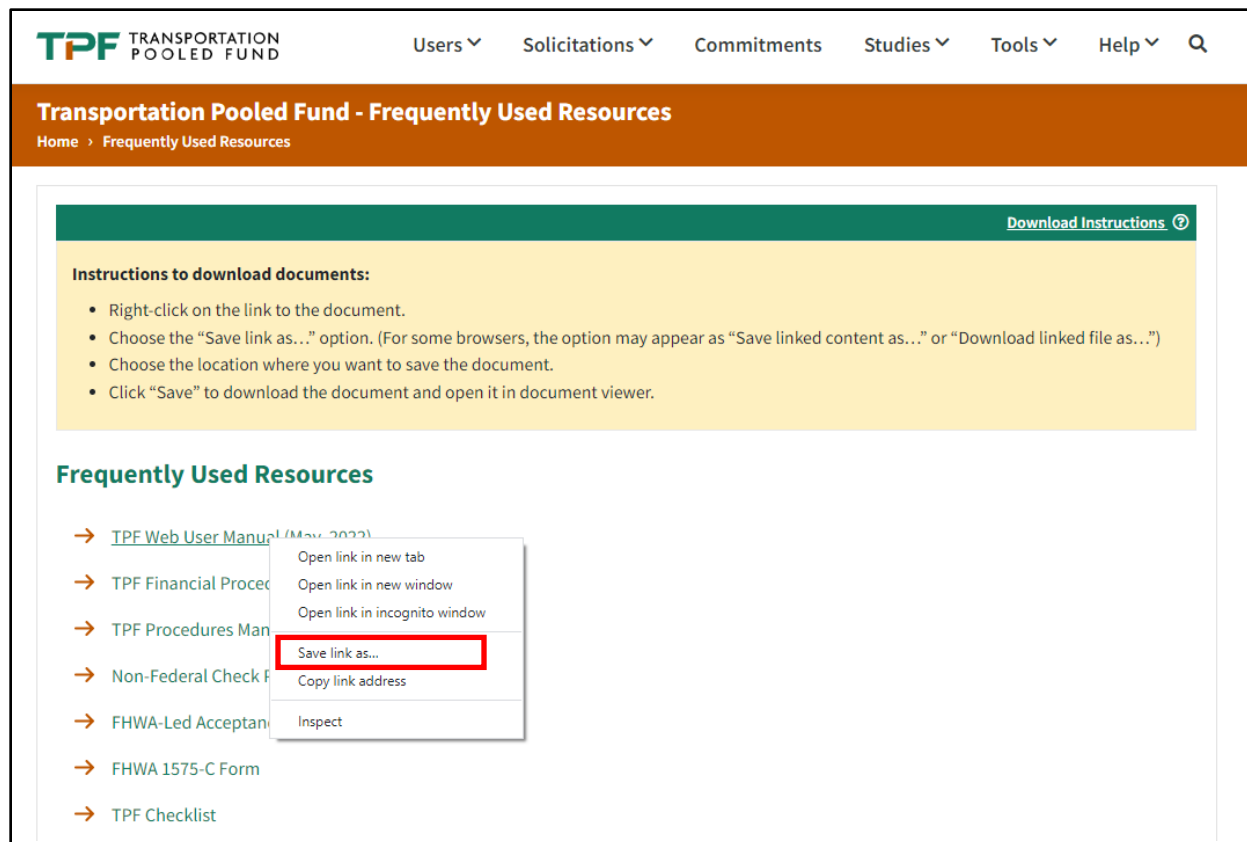 TPF TRANSPORTATION
POOLED FUND
Users Solicitations Commitments Studies Tools Help
Transportation Pooled Fund - Frequently Used Resources
Home › Frequently Used Resources
Download Instructions
Instructions to download documents:
• Right-click on the link to the document.
• Choose the “Save link as…” option. (For some browsers, the option may appear as “Save linked content as…” or “Download linked file as…”)
• Choose the location where you want to save the document.
• Click “Save” to download the document and open it in document viewer.
Frequently Used Resources
TPF Web User Manual (May, 2022)
Open link in new tab
TPF Financial
Open link in new window
Open link in incognito window
TPF Procedures
Save link as...
Non-Federal Check
Copy link address
FHWA-Led
Inspect
FHWA 1575-C Form
TPF Checklist